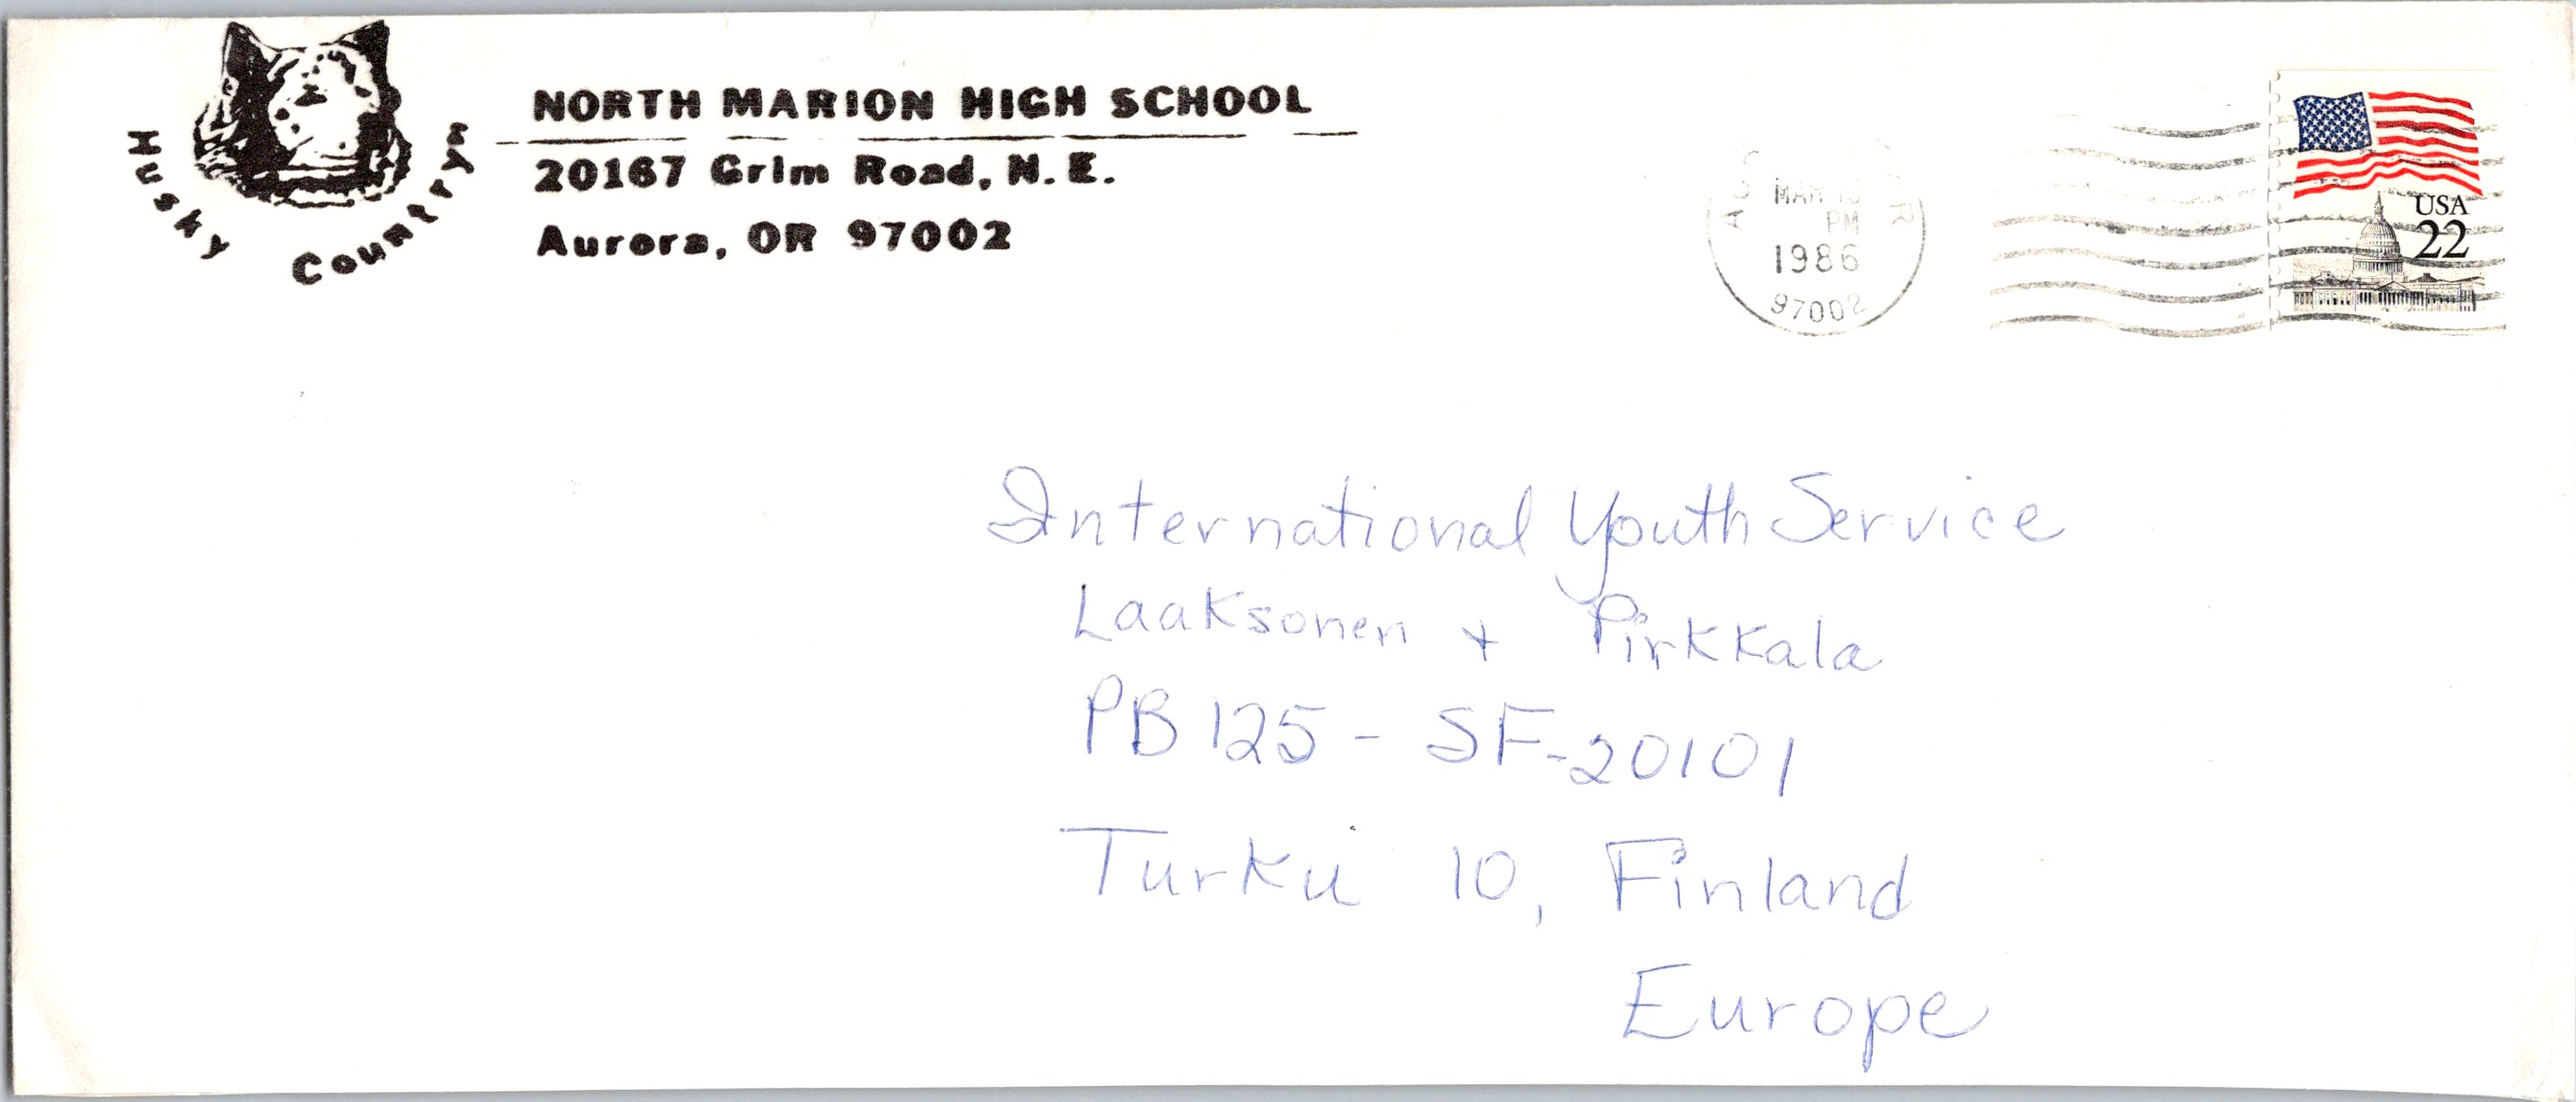 Husky Country"
NORTH MARION HIGH SCHOOL
20167 Grim Road, N.E.
Aurora, OR 97002
MAR
PM
1986
97002
USA
22
International Youth Service
Laaksonen + Pirkkala
PB 125 - SF-20101
Turku 10, Finland
Europe